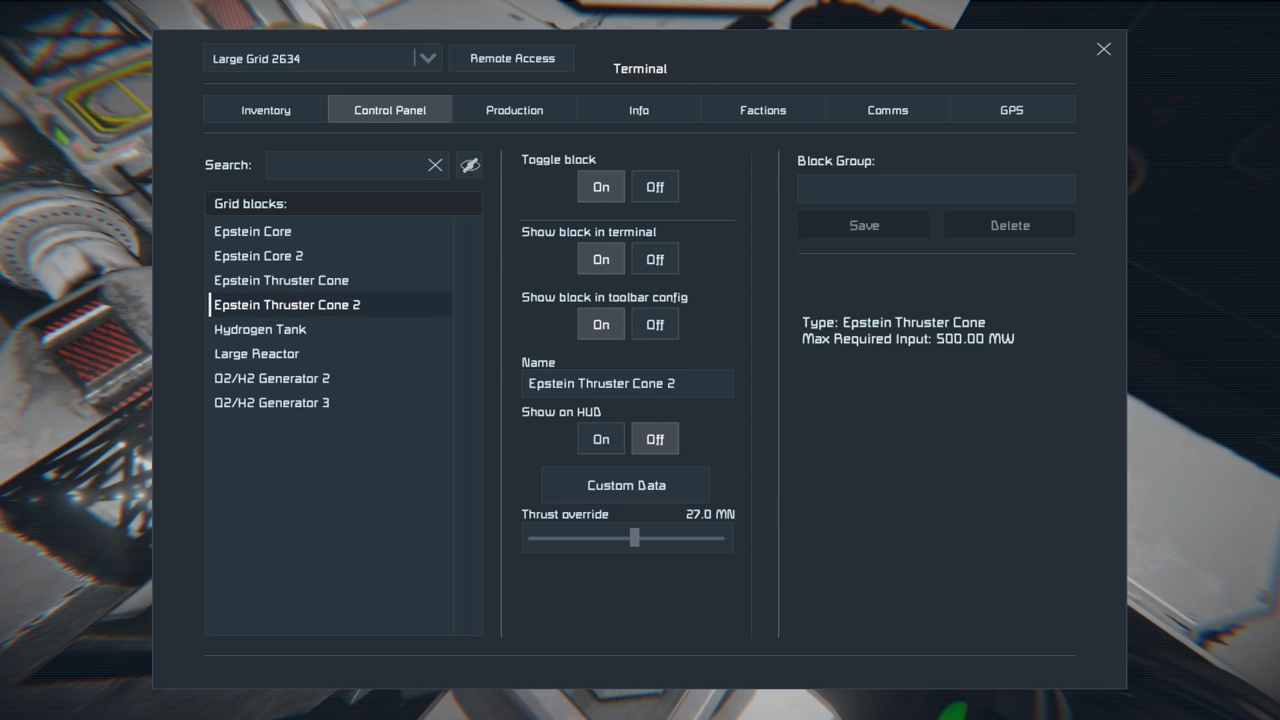 Large Grid 2634
Remote Access
Terminal
Inventory
Control Panel
Production
Info
Factions
Comms
GPS
Search:
Grid blocks:
Epstein Core
Epstein Core 2
Epstein Thruster Cone
Epstein Thruster Cone 2
Hydrogen Tank
Large Reactor
O2/H2 Generator 2
O2/H2 Generator 3
Toggle block
On Off
Show block in terminal
On Off
Show block in toolbar config
On Off
Name
Epstein Thruster Cone 2
Show on HUD
On Off
Custom Data
Thrust override 27.0 MN
Block Group:
Save Delete
Type: Epstein Thruster Cone
Max Required Input: 500.00 MW